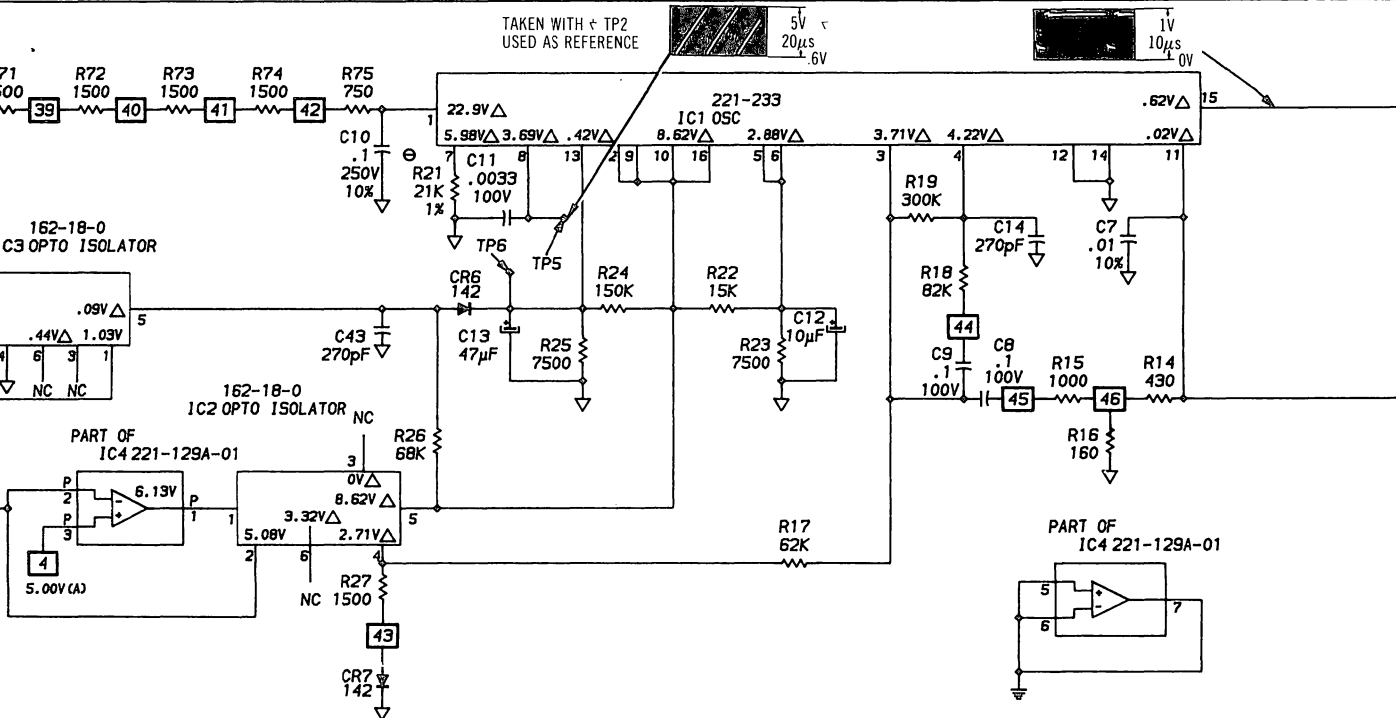 TAKEN WITH TP2
USED AS REFERENCE
5V
20μs
.6V
1V
10μs
0V
71
500
39
R72
1500
40
R73
1500
41
R74
1500
42
R75
750
C10
.1
250V
10%
1
22.9V
221-233
IC1 OSC
.62V
15
5.98V
3.69V
.42V
8.62V
2.88V
3.71V
4.22V
.02V
7
8
13
2
9
10
16
5
6
3
4
12
14
11
R21
21K
1%
C11
.0033
100V
R19
300K
C14
270pF
C7
.01
10%
162-18-0
C3 OPTO ISOLATOR
TP6
TP5
CR6
142
R24
150K
R22
15K
R18
82K
.09V
5
.44V
1.03V
4
6
3
1
NC
NC
C43
270pF
C13
47μF
R25
7500
R23
7500
C12
10μF
44
C9
.1
100V
C8
.1
100V
45
R15
1000
46
R14
430
R16
160
162-18-0
IC2 OPTO ISOLATOR
NC
R26
68K
PART OF
IC4 221-129A-01
P
2
P
3
-
+
6.13V
P
1
4
5.00V(A)
1
3
0V
8.62V
5
3.32V
5.08V
2.71V
2
6
4
NC
R27
1500
43
CR7
142
R17
62K
PART OF
IC4 221-129A-01
5
6
+
-
7